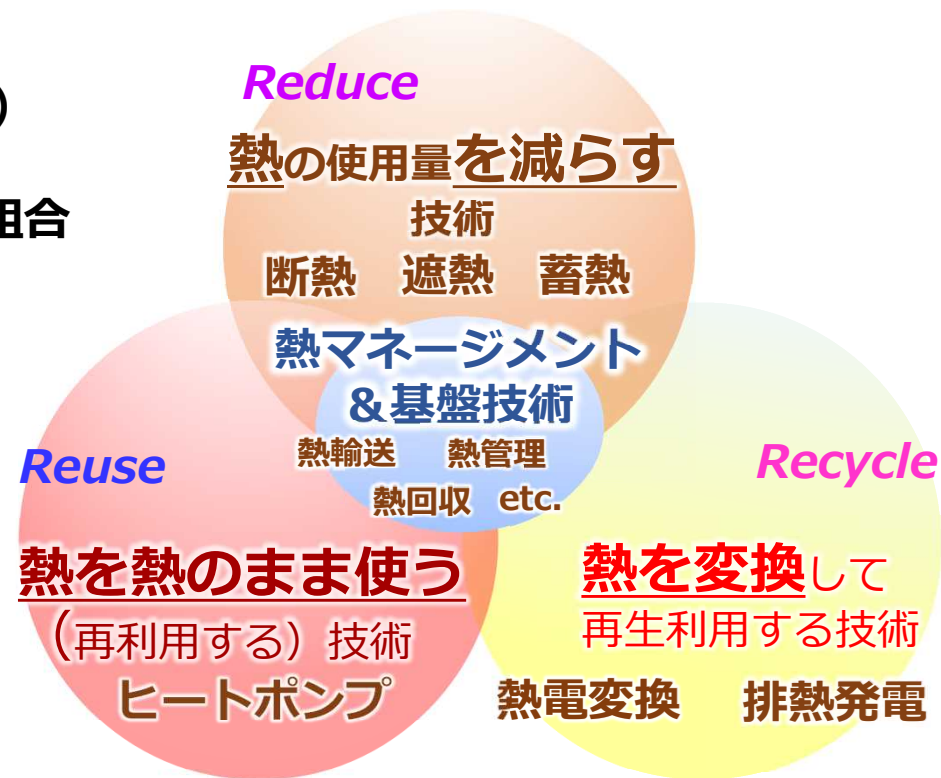 ）
組合
Reduce
熱の使用量を減らす
技術
断熱 遮熱 蓄熱
熱マネージメント
＆基盤技術
熱輸送 熱管理
熱回収 etc.
Reuse
熱を熱のまま使う
（再利用する）技術
ヒートポンプ
Recycle
熱を変換して
再生利用する技術
熱電変換 排熱発電